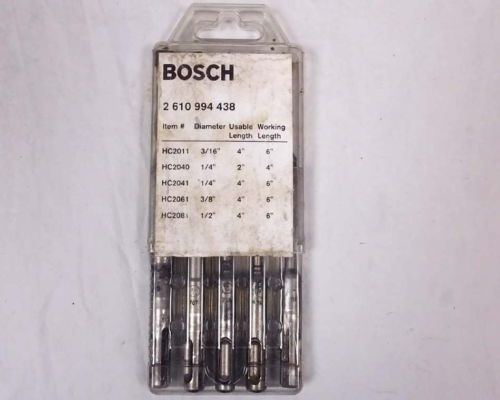 BOSCH
2 610 994 438
Item # Diameter Usable Length Working Length
HC2011 3/16" 4" 6"
HC2040 1/4" 2" 4"
HC2041 1/4" 4" 6"
HC2061 3/8" 4" 6"
HC2081 1/2" 4" 6"